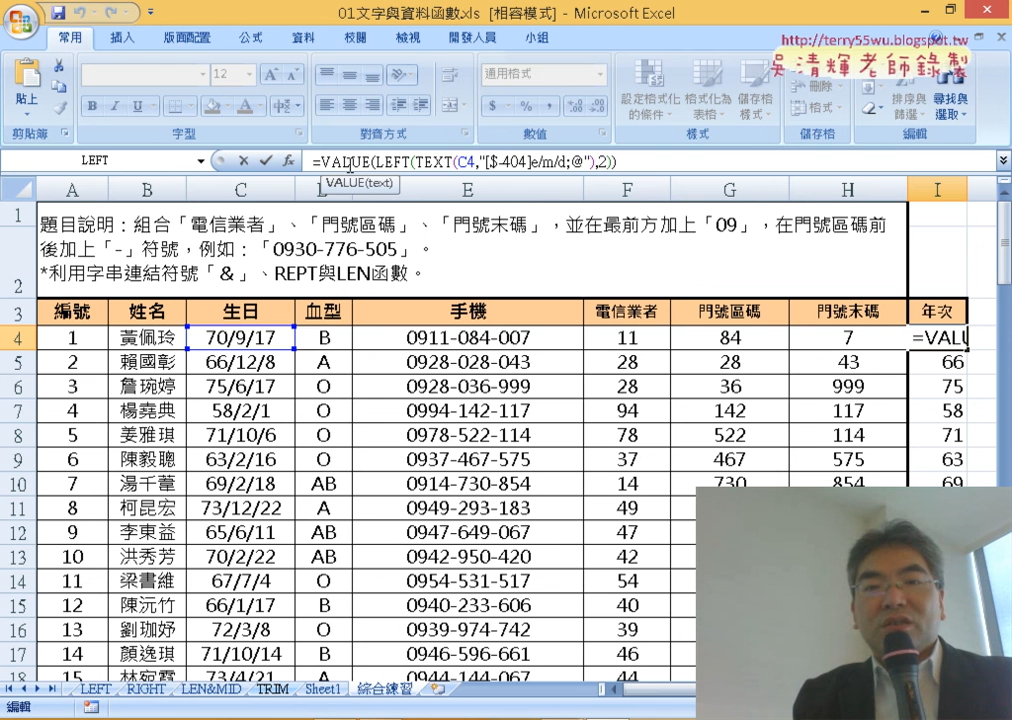 01文字與資料函數.xls [相容模式] - Microsoft Excel
常用 插入 版面配置 公式 資料 校閱 檢視 開發人員 小組
http://terry55wu.blogspot.tw
吳清輝老師錄製
貼上
12
B I U
通用格式
$ % ,
設定格式化的條件 格式化為表格 儲存格樣式
刪除
格式
排序與篩選 尋找與選取
剪貼簿 字型 對齊方式 數值 樣式 儲存格 編輯
LEFT
=VALUE(LEFT(TEXT(C4,"[$-404]e/m/d;@"),2))
VALUE(text)
A B C D E F G H I
1 題目說明：組合「電信業者」、「門號區碼」、「門號末碼」，並在最前方加上「09」，在門號區碼前
後加上「-」符號，例如：「0930-776-505」。
2 *利用字串連結符號「&」、REPT與LEN函數。
3 編號 姓名 生日 血型 手機 電信業者 門號區碼 門號末碼 年次
4 1 黃佩玲 70/9/17 B 0911-084-007 11 84 7 =VALU
5 2 賴國彰 66/12/8 A 0928-028-043 28 28 43 66
6 3 詹琬婷 75/6/17 O 0928-036-999 28 36 999 75
7 4 楊堯典 58/2/1 O 0994-142-117 94 142 117 58
8 5 姜雅琪 71/10/6 O 0978-522-114 78 522 114 71
9 6 陳毅聰 63/2/16 O 0937-467-575 37 467 575 63
10 7 湯千葦 69/2/18 AB 0914-730-854 14 730 854 69
11 8 柯昆宏 73/12/22 A 0949-293-183 49
12 9 李東益 65/6/11 AB 0947-649-067 47
13 10 洪秀芳 70/2/22 AB 0942-950-420 42
14 11 梁書維 67/7/4 O 0954-531-517 54
15 12 陳沅竹 66/1/17 B 0940-233-606 40
16 13 劉珈妤 72/3/8 O 0939-974-742 39
17 14 顏逸琪 71/10/14 B 0946-596-661 46
18 15 林宛霈 73/4/21 A 0944-144-067 44
LEFT RIGHT LEN&MID TRIM Sheet1 綜合練習
編輯